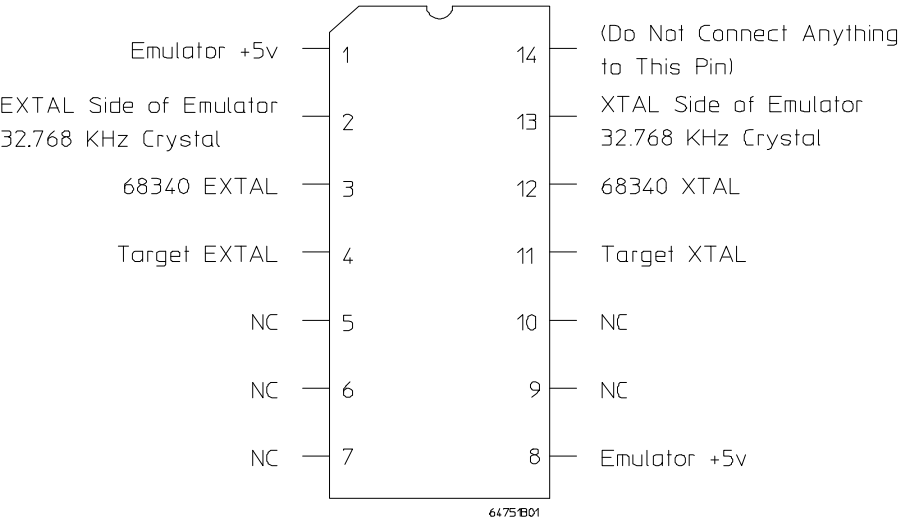 Emulator +5v 1
14 (Do Not Connect Anything
to This Pin)
EXTAL Side of Emulator
32.768 KHz Crystal
2
13
XTAL Side of Emulator
32.768 KHz Crystal
68340 EXTAL 3
12 68340 XTAL
Target EXTAL 4
11 Target XTAL
NC 5
10 NC
NC 6
9 NC
NC 7
8 Emulator +5v
64751B01